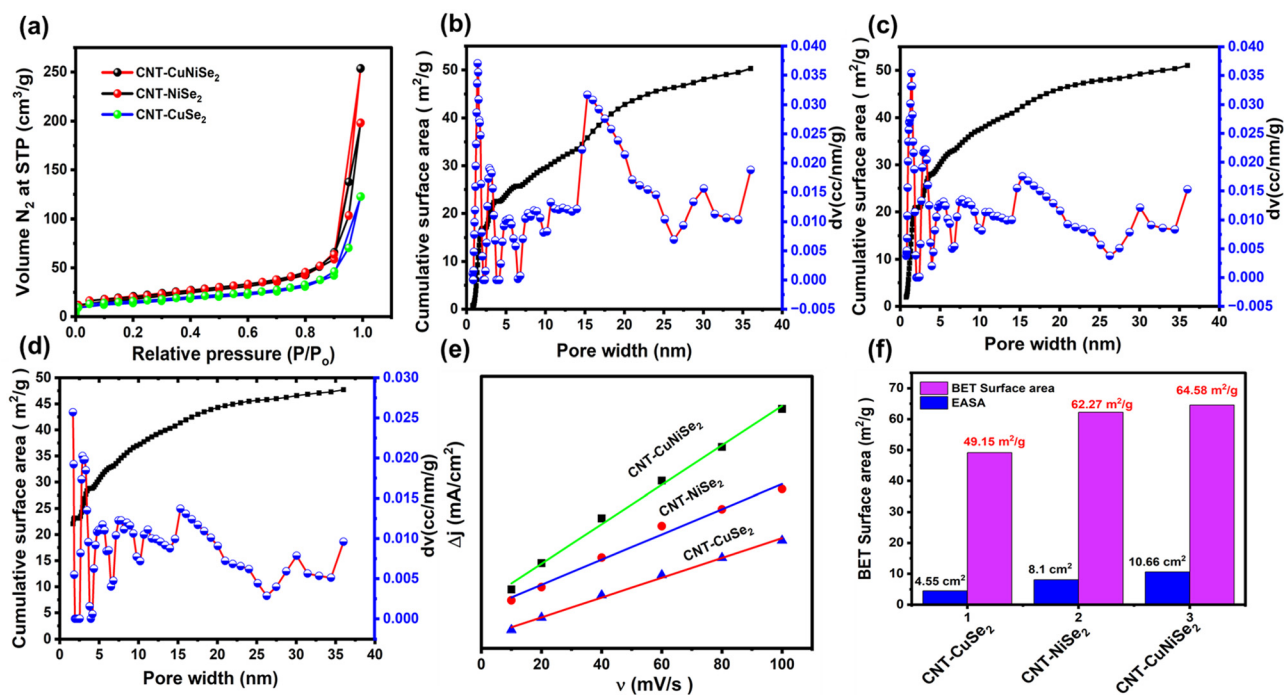 (a)
Volume N₂ at STP (cm³/g)
250
200
150
100
50
0
CNT-CuNiSe₂
CNT-NiSe₂
CNT-CuSe₂
0.0 0.2 0.4 0.6 0.8 1.0
Relative pressure (P/Pₒ)
(b)
Cumulative surface area ( m²/g)
50
40
30
20
10
0
0.040
0.035
0.030
0.025
0.020
0.015
0.010
0.005
0.000
−0.005
dv(cc/nm/g)
0 5 10 15 20 25 30 35 40
Pore width (nm)
(c)
Cumulative surface area ( m²/g)
50
40
30
20
10
0
0.040
0.035
0.030
0.025
0.020
0.015
0.010
0.005
0.000
−0.005
dv(cc/nm/g)
0 5 10 15 20 25 30 35 40
Pore width (nm)
(d)
Cumulative surface area ( m²/g)
50
45
40
35
30
25
20
15
10
5
0
0.030
0.025
0.020
0.015
0.010
0.005
0.000
dv(cc/nm/g)
0 5 10 15 20 25 30 35 40
Pore width (nm)
(e)
Δj (mA/cm²)
CNT-CuNiSe₂
CNT-NiSe₂
CNT-CuSe₂
0 20 40 60 80 100
ν (mV/s)
(f)
BET Surface area (m²/g)
70
60
50
40
30
20
10
0
BET Surface area
EASA
49.15 m²/g
62.27 m²/g
64.58 m²/g
4.55 cm²
8.1 cm²
10.66 cm²
1 2 3
CNT-CuSe₂
CNT-NiSe₂
CNT-CuNiSe₂